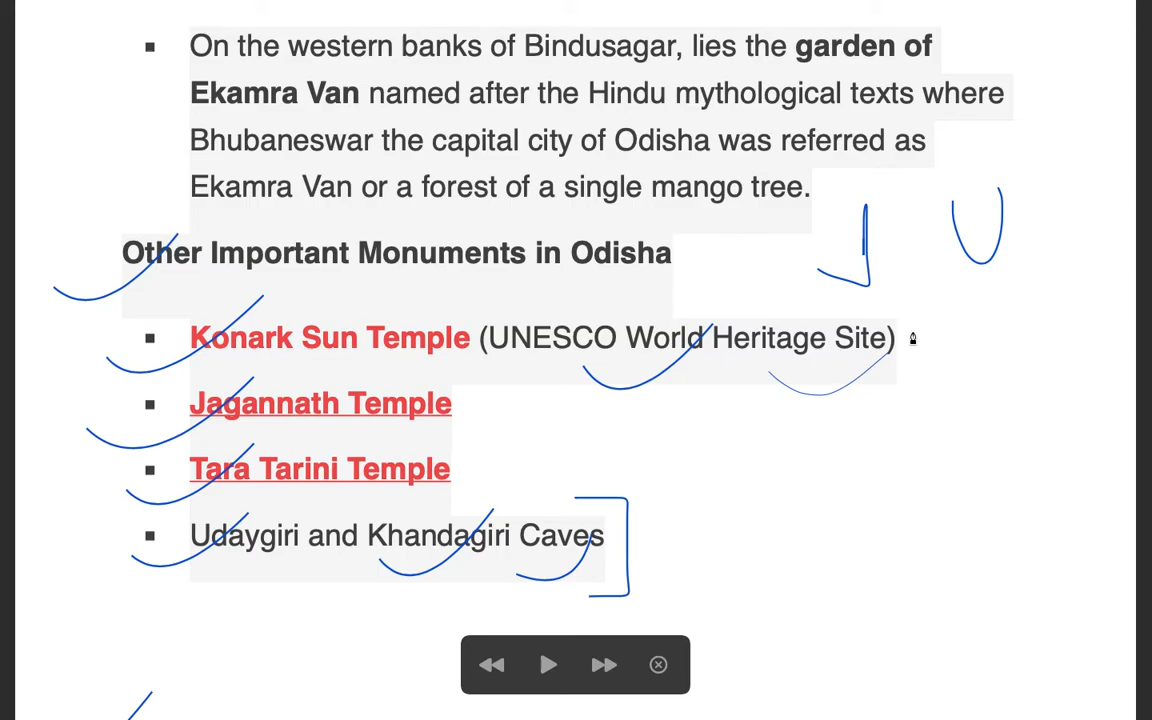 ▪ On the western banks of Bindusagar, lies the garden of
Ekamra Van named after the Hindu mythological texts where
Bhubaneswar the capital city of Odisha was referred as
Ekamra Van or a forest of a single mango tree.
Other Important Monuments in Odisha
▪ Konark Sun Temple (UNESCO World Heritage Site)
▪ Jagannath Temple
▪ Tara Tarini Temple
▪ Udaygiri and Khandagiri Caves